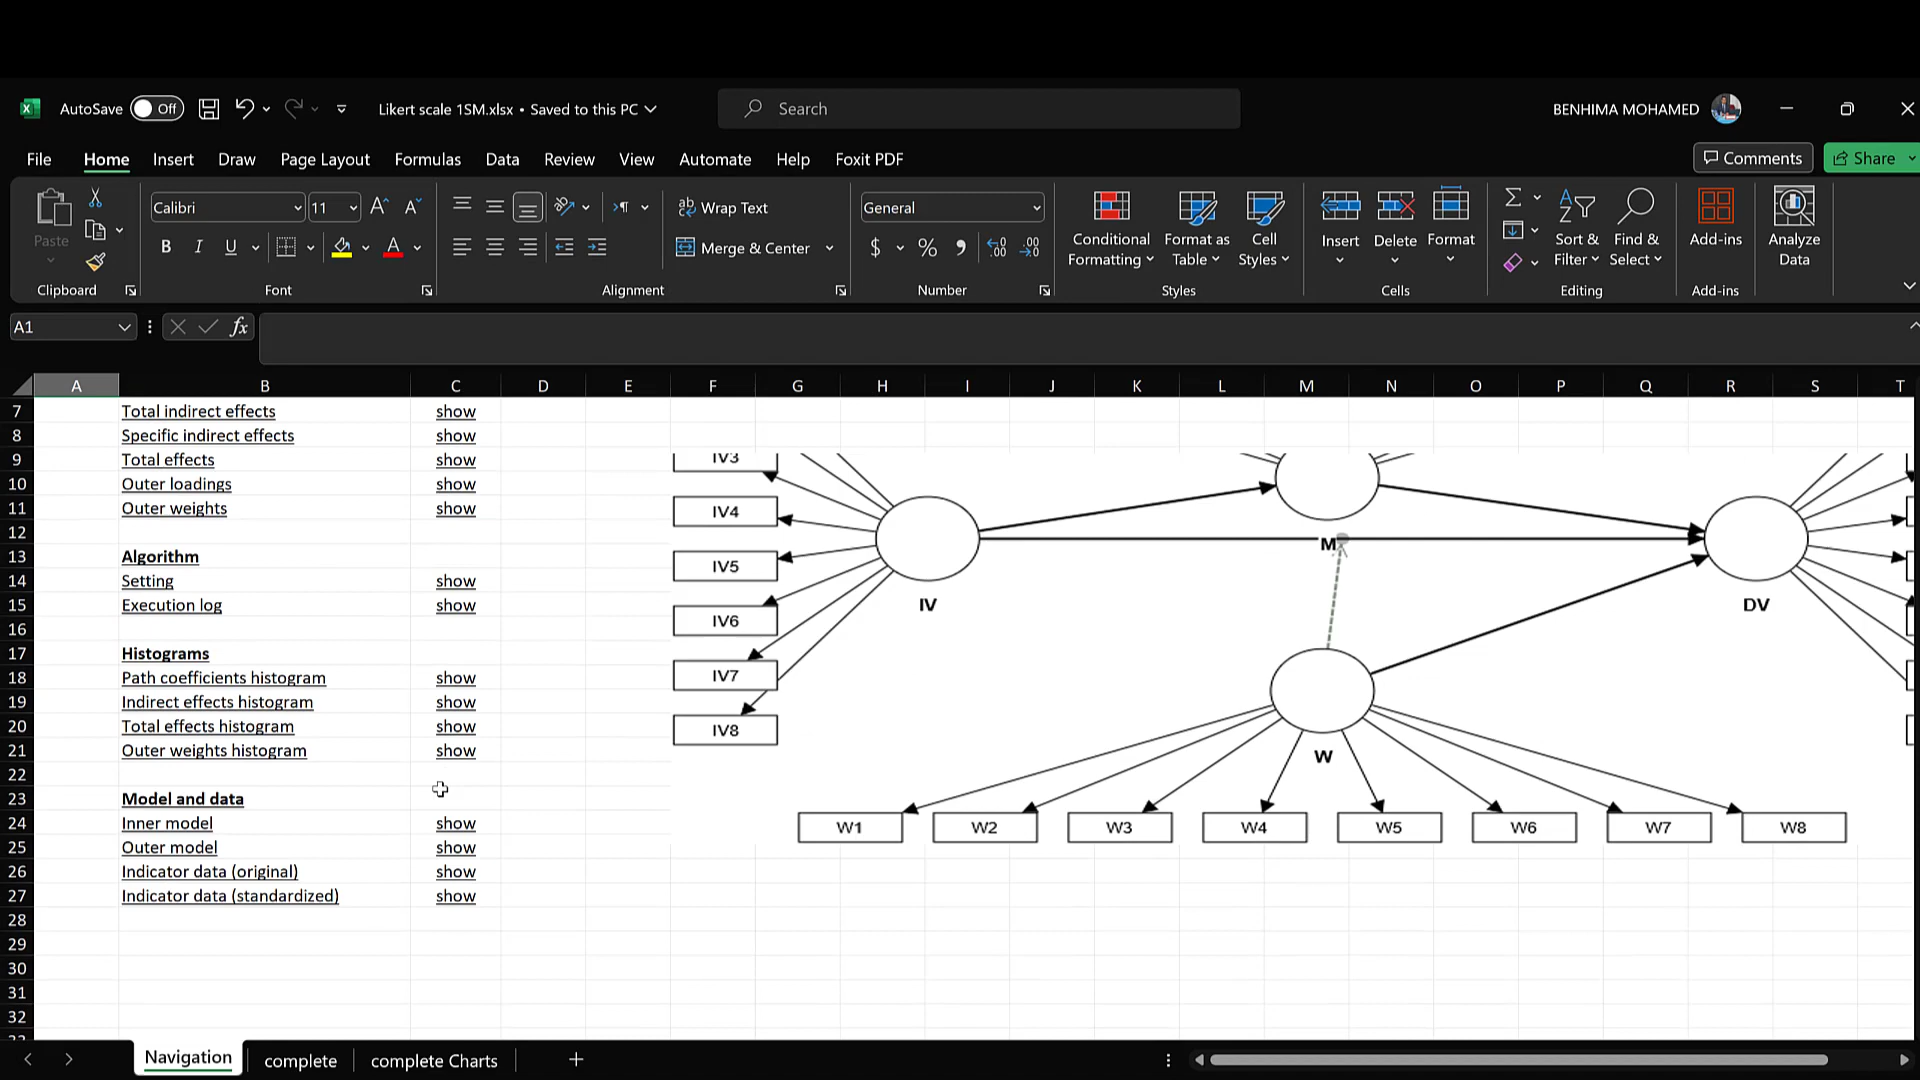 AutoSave Off Likert scale 1SM.xlsx • Saved to this PC Search BENHIMA MOHAMED
File Home Insert Draw Page Layout Formulas Data Review View Automate Help Foxit PDF Comments Share
Paste Calibri 11 Wrap Text General Conditional Formatting Format as Table Cell Styles Insert Delete Format Sort & Filter Find & Select Add-ins Analyze Data
B I U A Merge & Center $ % 9 .00
Clipboard Font Alignment Number Styles Cells Editing Add-ins
A1 fx
A B C D E F G H I J K L M N O P Q R S T
7 Total indirect effects show
8 Specific indirect effects show
9 Total effects show IV3
10 Outer loadings show
11 Outer weights show IV4
12
13 Algorithm M
14 Setting show IV5
15 Execution log show IV DV
16 IV6
17 Histograms
18 Path coefficients histogram show IV7
19 Indirect effects histogram show
20 Total effects histogram show IV8
21 Outer weights histogram show W
22
23 Model and data
24 Inner model show W1 W2 W3 W4 W5 W6 W7 W8
25 Outer model show
26 Indicator data (original) show
27 Indicator data (standardized) show
28
29
30
31
32
Navigation complete complete Charts